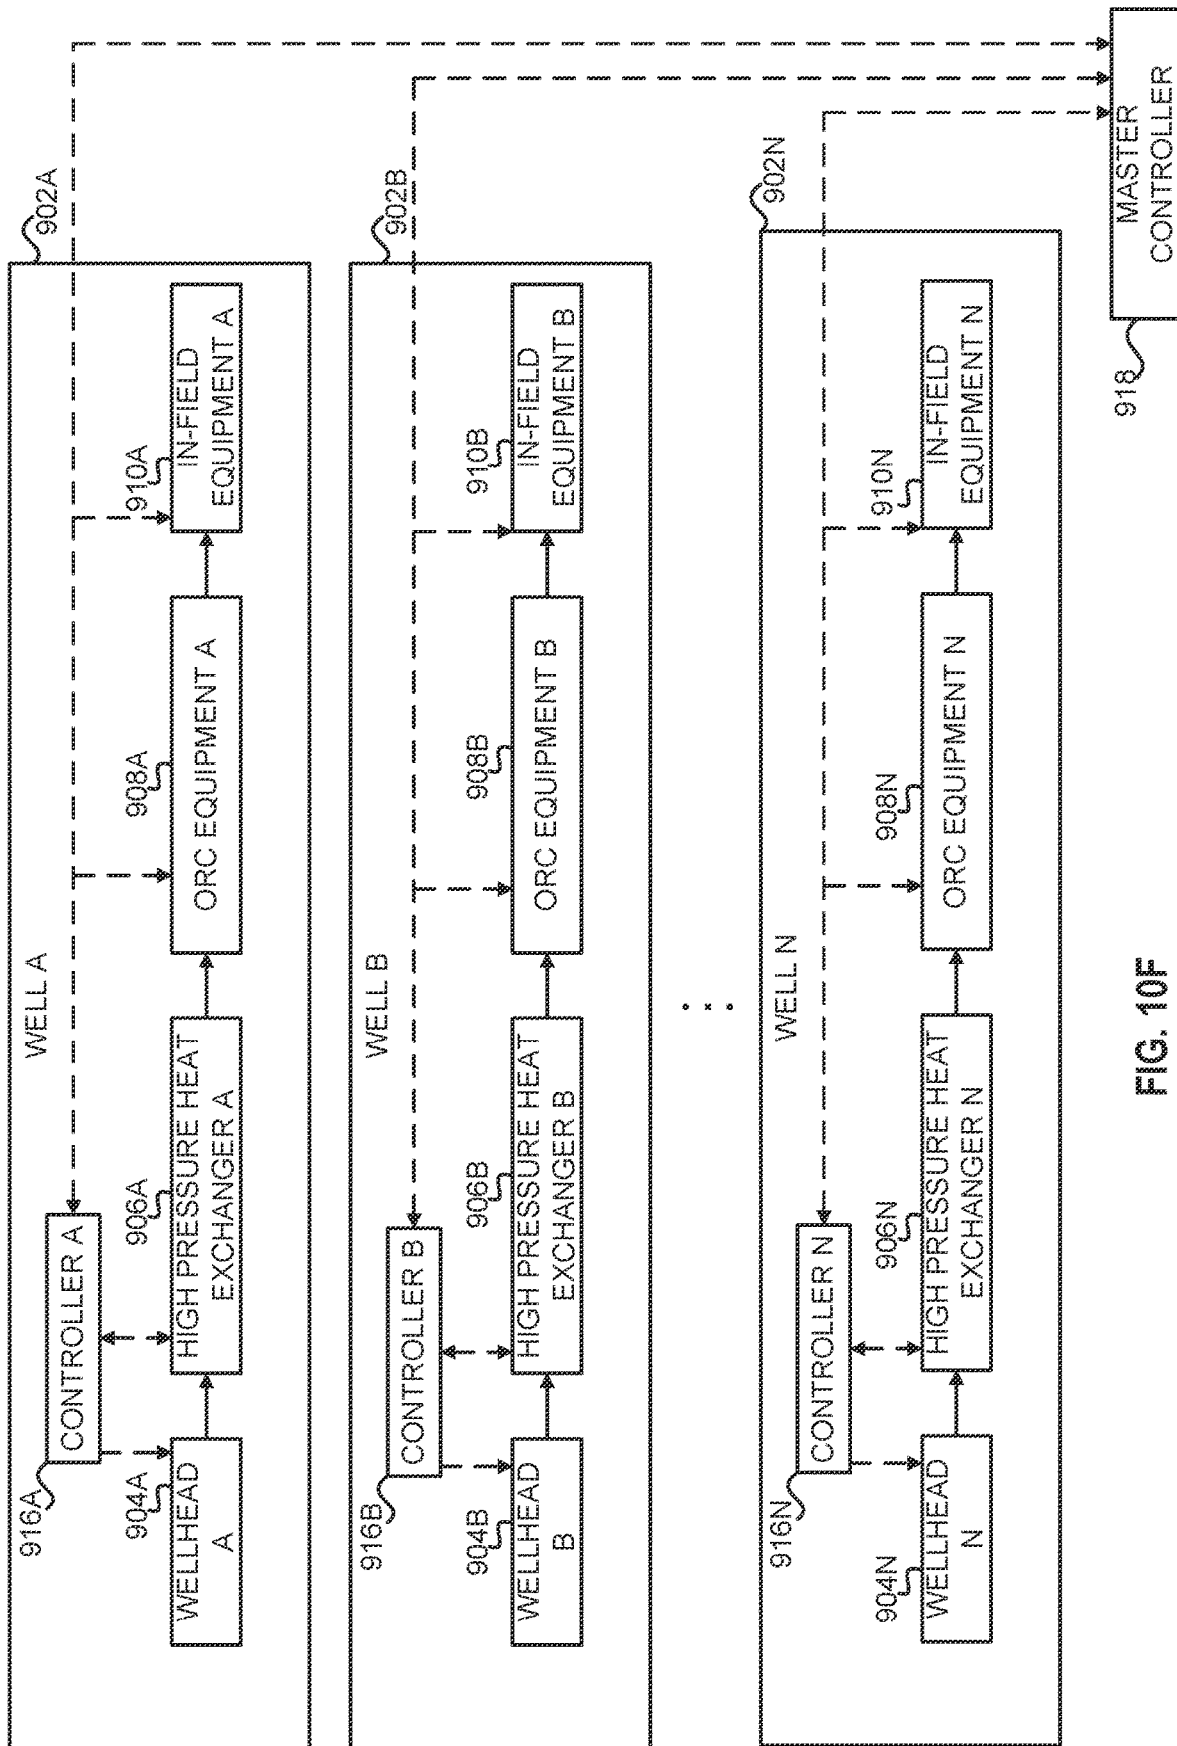 902A
WELL A
916A
CONTROLLER A
904A
WELLHEAD
A
906A
HIGH PRESSURE HEAT
EXCHANGER A
908A
ORC EQUIPMENT A
910A
IN-FIELD
EQUIPMENT A
902B
WELL B
916B
CONTROLLER B
904B
WELLHEAD
B
906B
HIGH PRESSURE HEAT
EXCHANGER B
908B
ORC EQUIPMENT B
910B
IN-FIELD
EQUIPMENT B
902N
WELL N
916N
CONTROLLER N
904N
WELLHEAD
N
906N
HIGH PRESSURE HEAT
EXCHANGER N
908N
ORC EQUIPMENT N
910N
IN-FIELD
EQUIPMENT N
918
MASTER
CONTROLLER
FIG. 10F